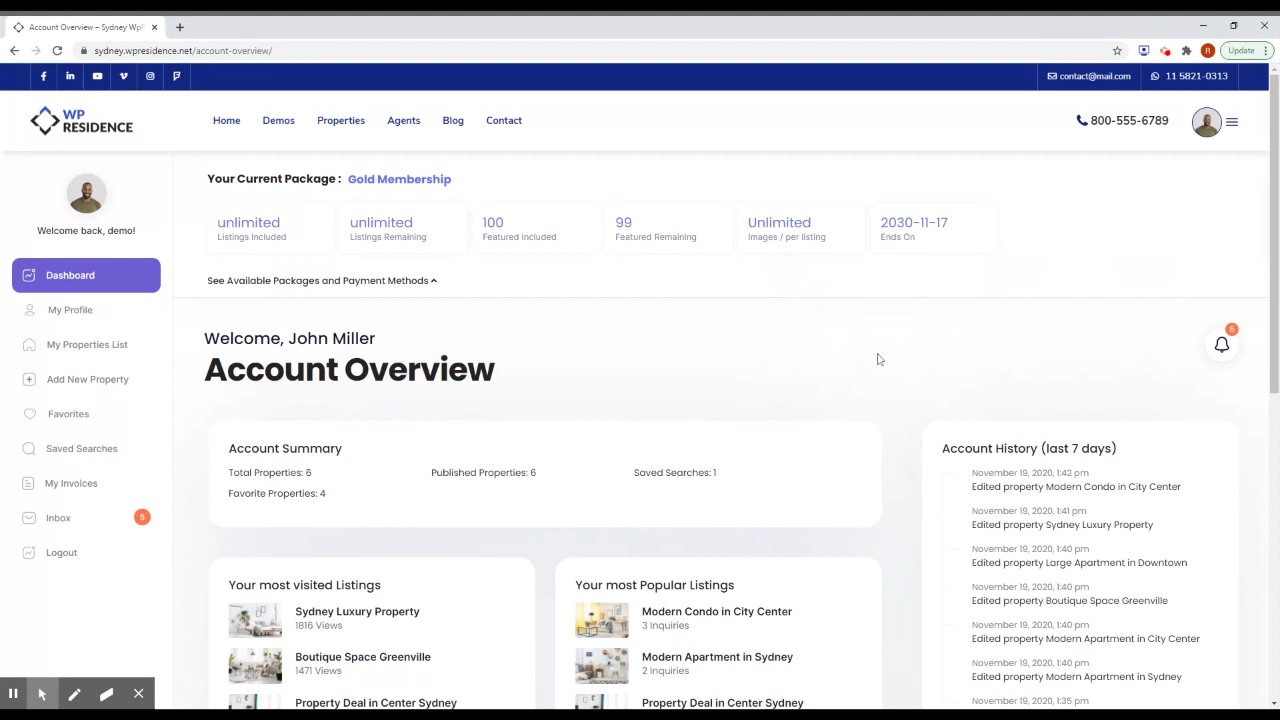 Account Overview – Sydney WpR
sydney.wpresidence.net/account-overview/
R
Update
contact@mail.com
11 5821-0313
WP
RESIDENCE
Home
Demos
Properties
Agents
Blog
Contact
800-555-6789
Welcome back, demo!
Dashboard
My Profile
My Properties List
Add New Property
Favorites
Saved Searches
My Invoices
Inbox
5
Logout
Your Current Package : Gold Membership
unlimited
Listings Included
unlimited
Listings Remaining
100
Featured Included
99
Featured Remaining
Unlimited
Images / per listing
2030-11-17
Ends On
See Available Packages and Payment Methods
Welcome, John Miller
Account Overview
5
Account Summary
Total Properties: 6
Published Properties: 6
Saved Searches: 1
Favorite Properties: 4
Your most visited Listings
Sydney Luxury Property
1816 Views
Boutique Space Greenville
1471 Views
Property Deal in Center Sydney
Your most Popular Listings
Modern Condo in City Center
3 Inquiries
Modern Apartment in Sydney
2 Inquiries
Property Deal in Center Sydney
Account History (last 7 days)
November 19, 2020, 1:42 pm
Edited property Modern Condo in City Center
November 19, 2020, 1:41 pm
Edited property Sydney Luxury Property
November 19, 2020, 1:40 pm
Edited property Large Apartment in Downtown
November 19, 2020, 1:40 pm
Edited property Boutique Space Greenville
November 19, 2020, 1:40 pm
Edited property Modern Apartment in City Center
November 19, 2020, 1:40 pm
Edited property Modern Apartment in Sydney
November 19, 2020, 1:35 pm